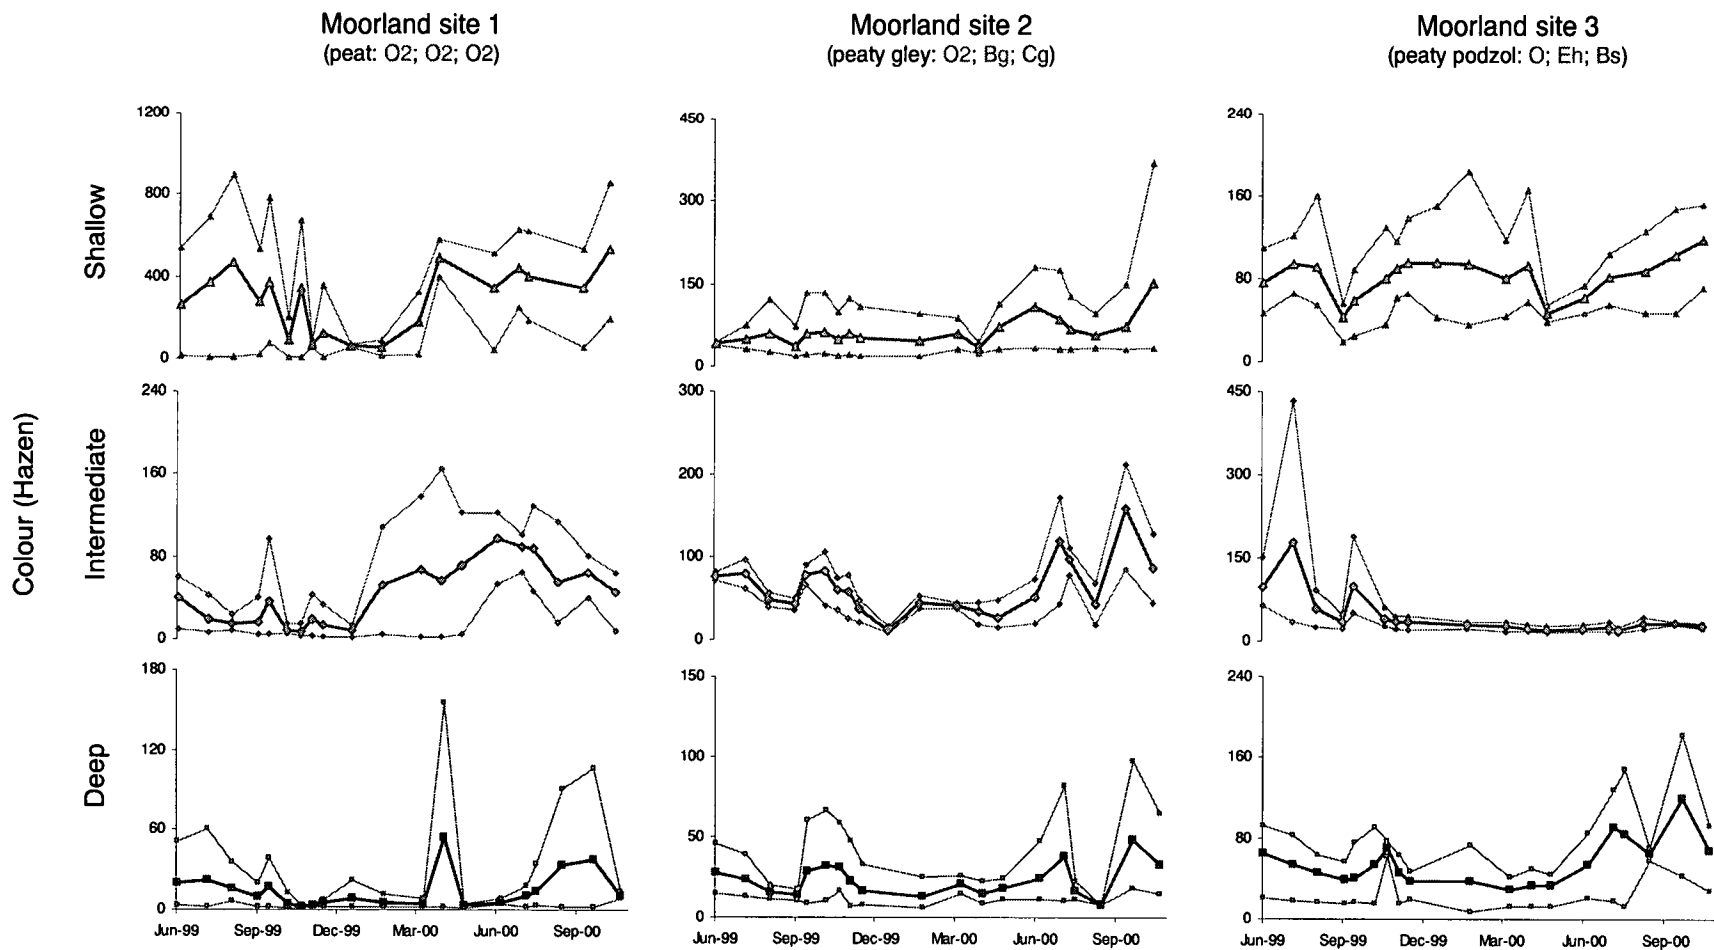 Moorland site 1
(peat: O2; O2; O2)
Moorland site 2
(peaty gley: O2; Bg; Cg)
Moorland site 3
(peaty podzol: O; Eh; Bs)
Colour (Hazen)
Shallow
1200
800
400
0
450
300
150
0
240
160
80
0
Intermediate
240
160
80
0
300
200
100
0
450
300
150
0
Deep
180
120
60
0
150
100
50
0
240
160
80
0
Jun-99 Sep-99 Dec-99 Mar-00 Jun-00 Sep-00
Jun-99 Sep-99 Dec-99 Mar-00 Jun-00 Sep-00
Jun-99 Sep-99 Dec-99 Mar-00 Jun-00 Sep-00